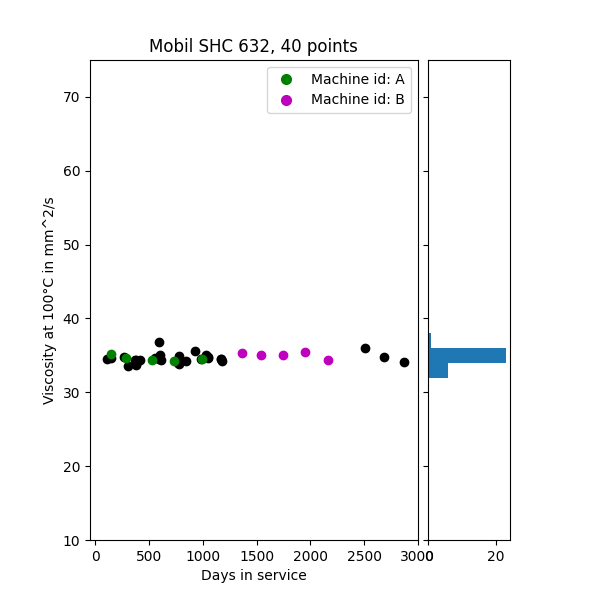 Mobil SHC 632, 40 points
Machine id: A
Machine id: B
70
60
50
40
30
20
10
Viscosity at 100°C in mm^2/s
0 500 1000 1500 2000 2500 3000
0 20
Days in service